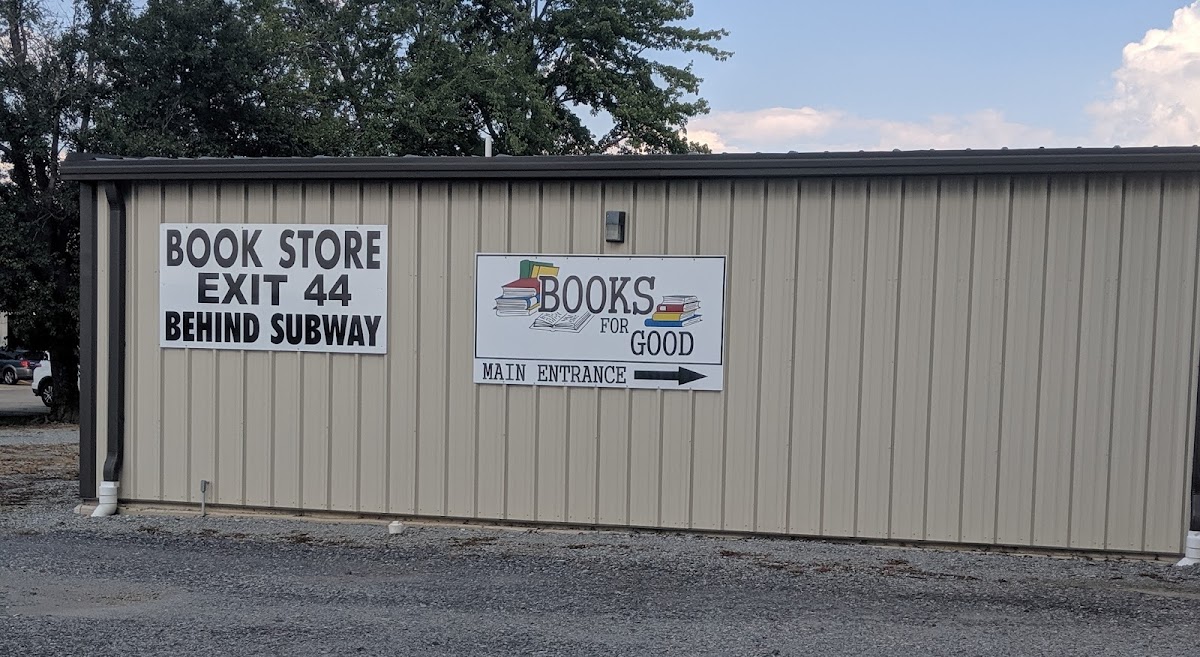 BOOK STORE
EXIT 44
BEHIND SUBWAY
BOOKS
FOR
GOOD
MAIN ENTRANCE